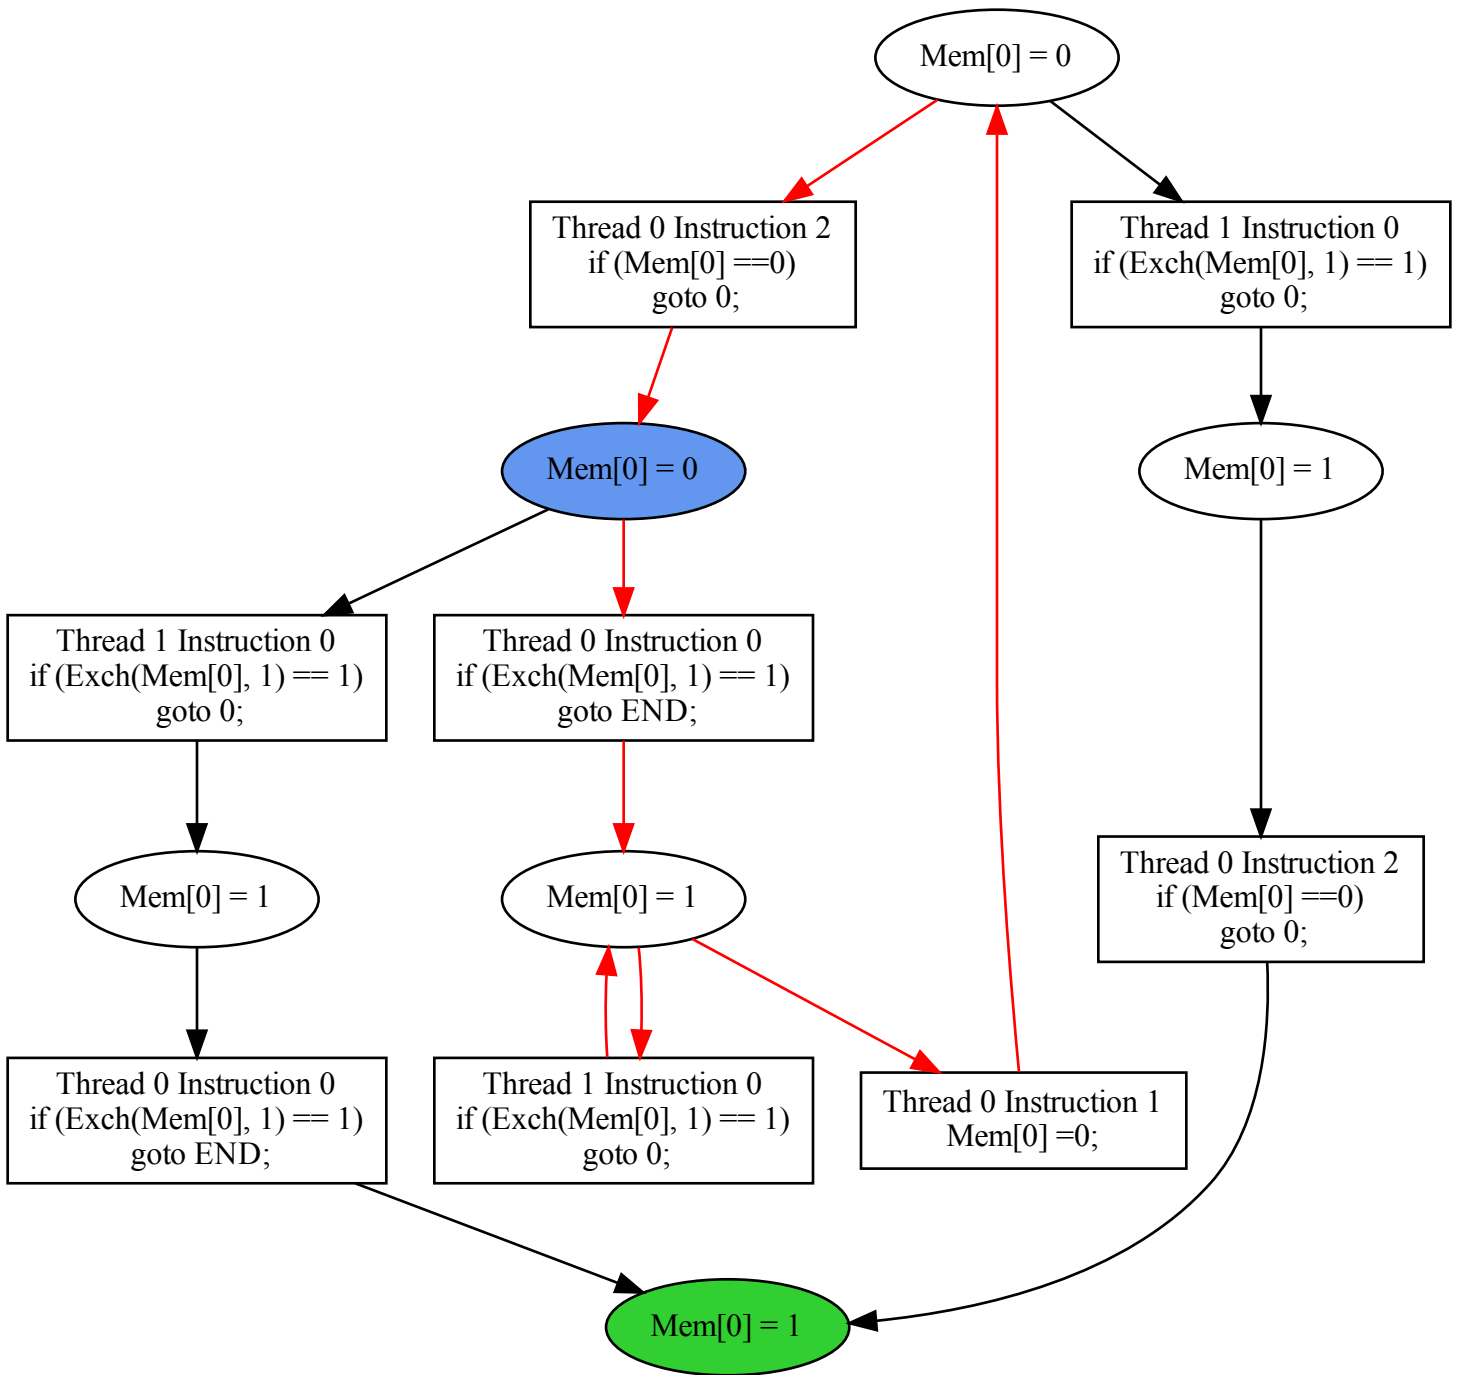 Mem[0] = 0
Thread 0 Instruction 2
if (Mem[0] ==0)
goto 0;
Thread 1 Instruction 0
if (Exch(Mem[0], 1) == 1)
goto 0;
Mem[0] = 0
Mem[0] = 1
Thread 1 Instruction 0
if (Exch(Mem[0], 1) == 1)
goto 0;
Thread 0 Instruction 0
if (Exch(Mem[0], 1) == 1)
goto END;
Mem[0] = 1
Mem[0] = 1
Thread 0 Instruction 2
if (Mem[0] ==0)
goto 0;
Thread 0 Instruction 0
if (Exch(Mem[0], 1) == 1)
goto END;
Thread 1 Instruction 0
if (Exch(Mem[0], 1) == 1)
goto 0;
Thread 0 Instruction 1
Mem[0] =0;
Mem[0] = 1